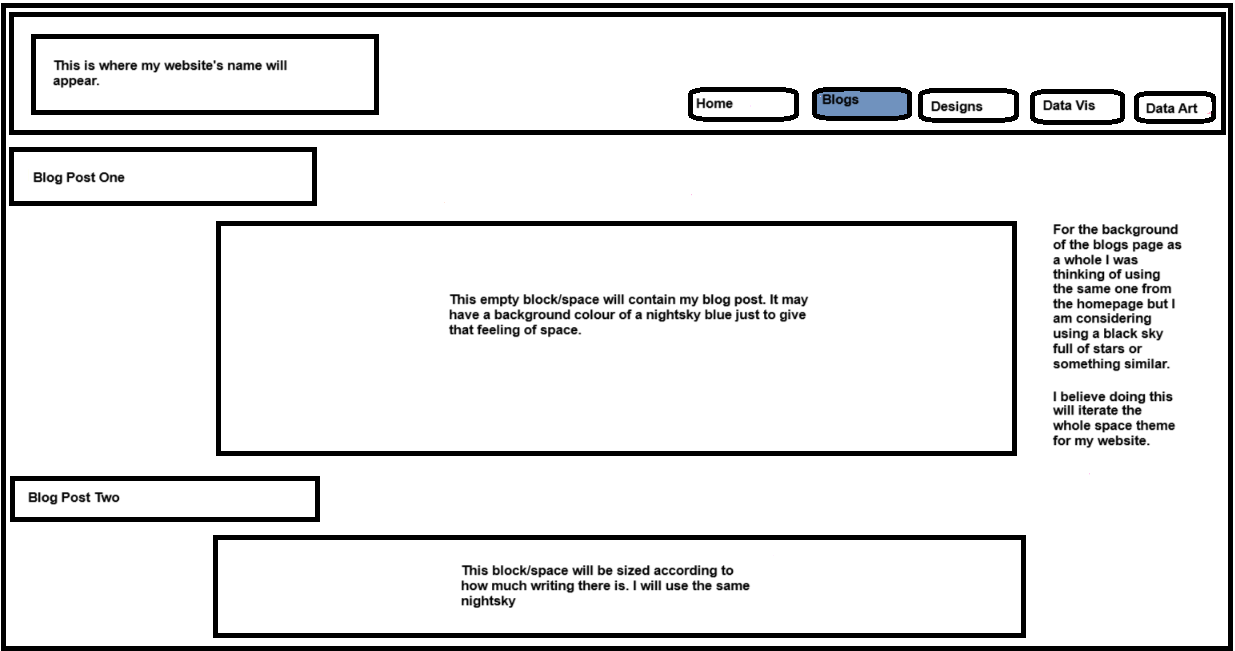 This is where my website's name will
appear.
Home
Blogs
Designs
Data Vis
Data Art
Blog Post One
This empty block/space will contain my blog post. It may
have a background colour of a nightsky blue just to give
that feeling of space.
For the background
of the blogs page as
a whole I was
thinking of using
the same one from
the homepage but I
am considering
using a black sky
full of stars or
something similar.
I believe doing this
will iterate the
whole space theme
for my website.
Blog Post Two
This block/space will be sized according to
how much writing there is. I will use the same
nightsky